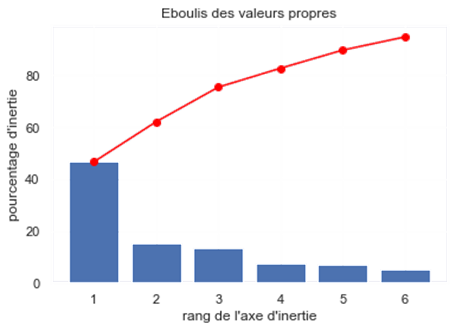 Eboulis des valeurs propres
pourcentage d'inertie
80
60
40
20
0
1 2 3 4 5 6
rang de l'axe d'inertie